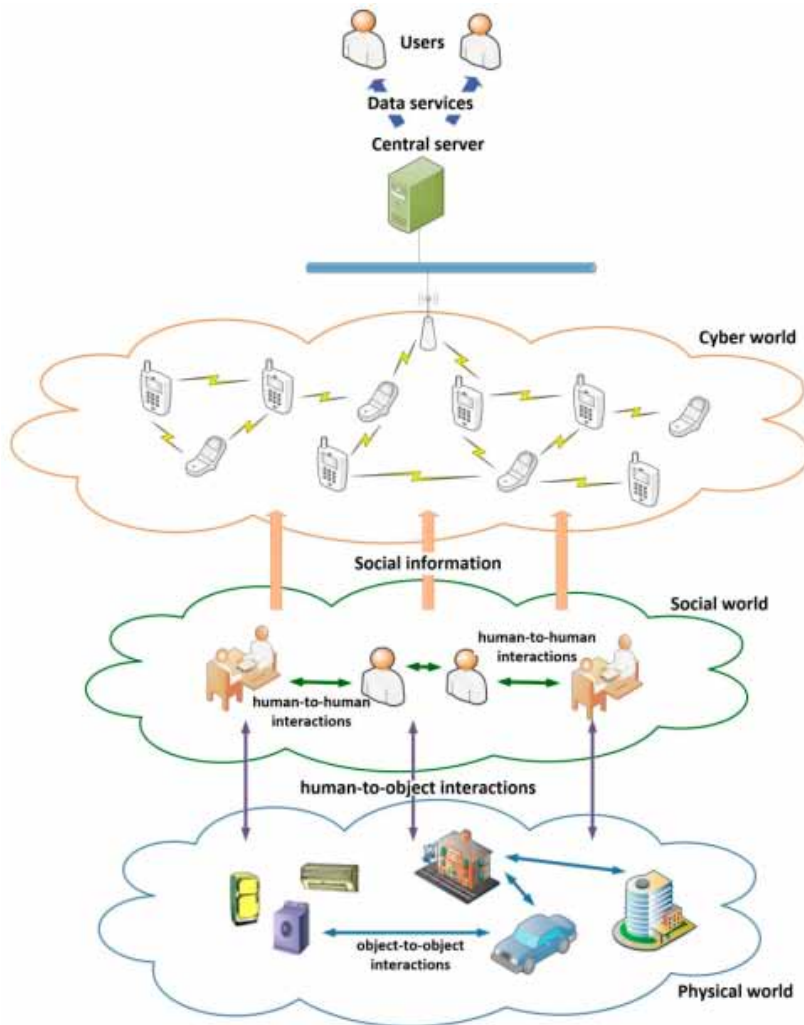 Users
Data services
Central server
Cyber world
Social information
Social world
human-to-human
interactions
human-to-human
interactions
human-to-object interactions
object-to-object
interactions
Physical world